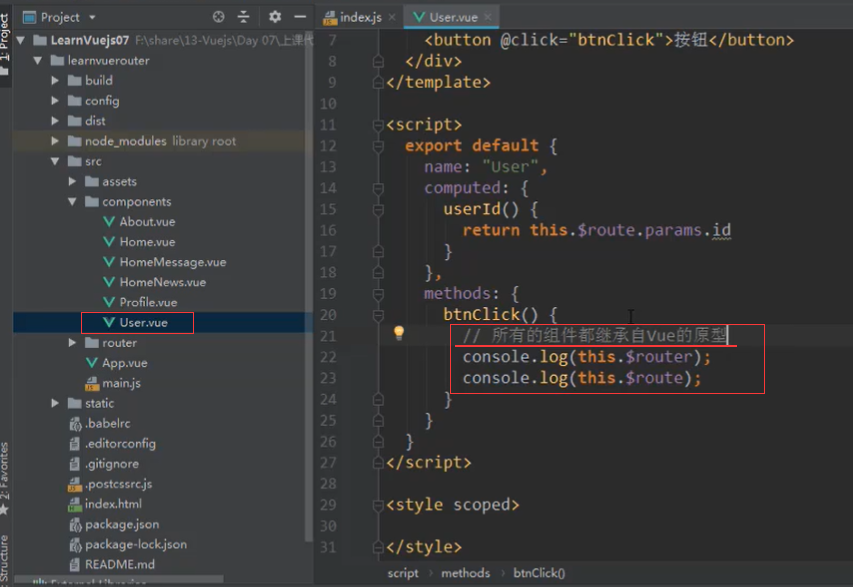 Project
index.js
User.vue
1: Project
LearnVuejs07 F:\share\13-Vuejs\Day 07\上课代
learnvuerouter
build
config
dist
node_modules library root
src
assets
components
About.vue
Home.vue
HomeMessage.vue
HomeNews.vue
Profile.vue
User.vue
router
App.vue
main.js
static
.babelrc
.editorconfig
.gitignore
.postcssrc.js
index.html
package.json
package-lock.json
README.md
External Libraries
2: Favorites
Structure
7 <button @click="btnClick">按钮</button>
8 </div>
9 </template>
10
11 <script>
12 export default {
13 name: "User",
14 computed: {
15 userId() {
16 return this.$route.params.id
17 }
18 },
19 methods: {
20 btnClick() {
21 // 所有的组件都继承自Vue的原型
22 console.log(this.$router);
23 console.log(this.$route);
24 }
25 }
26 }
27 </script>
28
29 <style scoped>
30
31 </style>
script › methods › btnClick()